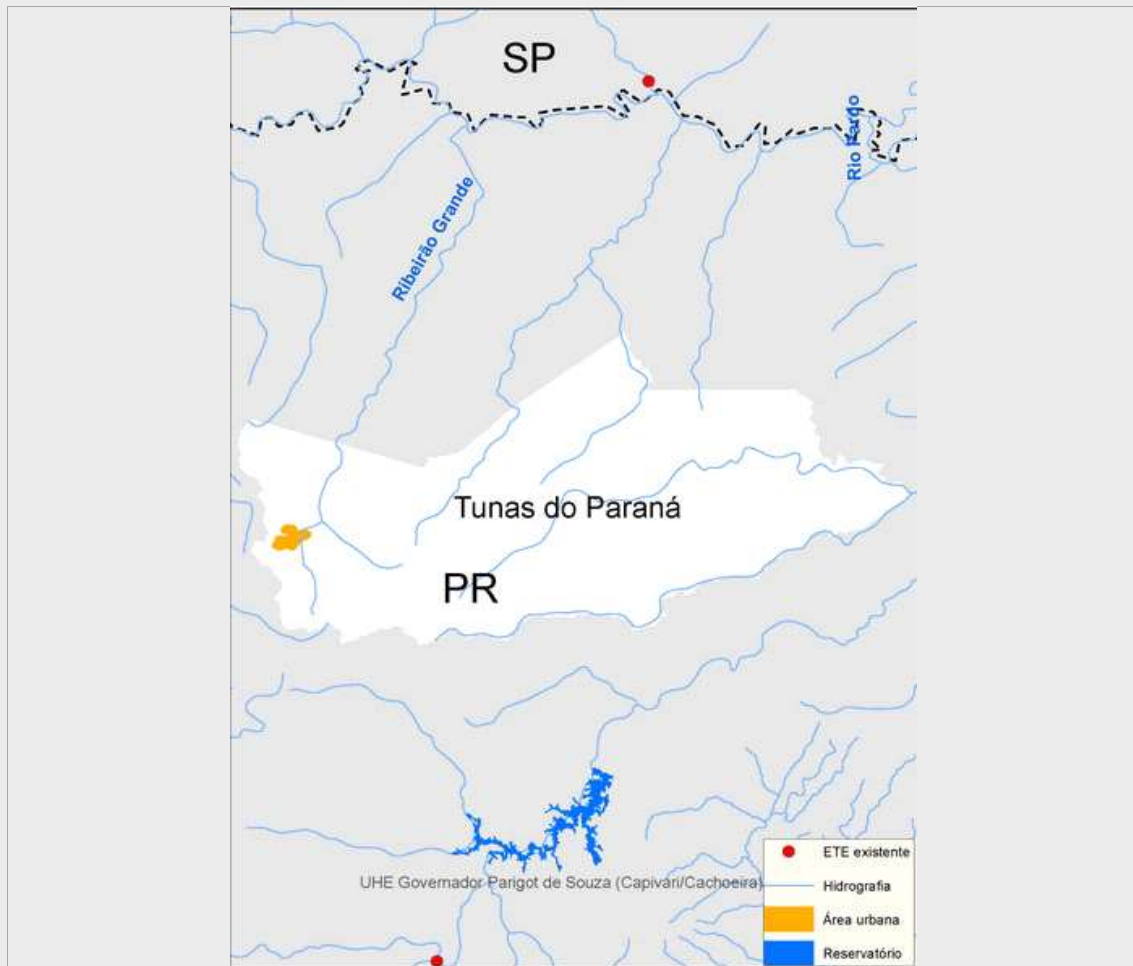 SP
Rio Pardo
Ribeirão Grande
Tunas do Paraná
PR
UHE Governador Parigot de Souza (Capivari/Cachoeira)
ETE existente
Hidrografia
Área urbana
Reservatório